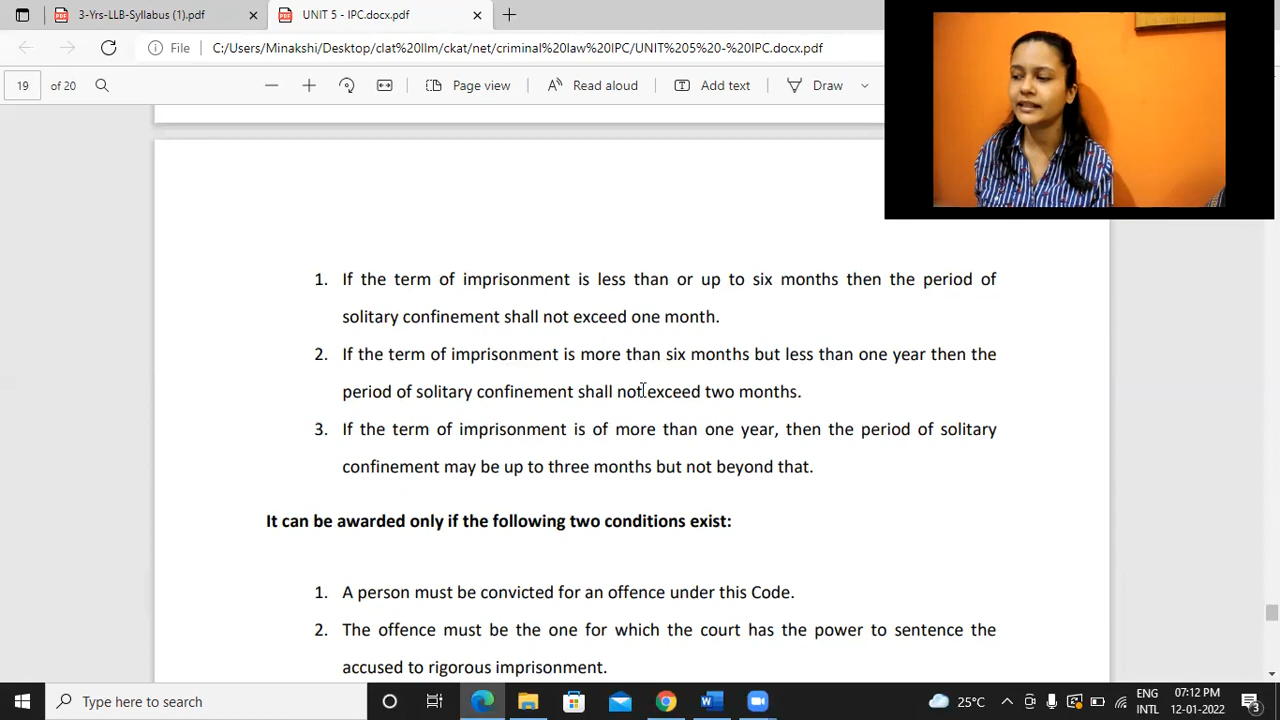 3-Yrs-LLB-Syllabus (1).pdf
UNIT 5 - IPC.docx.pdf
File
C:/Users/Minakshi/Desktop/clat%20llm/ckat/net/criminal%20law%20IPC/UNIT%205%20-%20IPC.docx.pdf
19 of 20
Page view
Read aloud
Add text
Draw
1. If the term of imprisonment is less than or up to six months then the period of
solitary confinement shall not exceed one month.
2. If the term of imprisonment is more than six months but less than one year then the
period of solitary confinement shall not exceed two months.
3. If the term of imprisonment is of more than one year, then the period of solitary
confinement may be up to three months but not beyond that.
It can be awarded only if the following two conditions exist:
1. A person must be convicted for an offence under this Code.
2. The offence must be the one for which the court has the power to sentence the
accused to rigorous imprisonment.
Type here to search
25°C
ENG
INTL
07:12 PM
12-01-2022
3